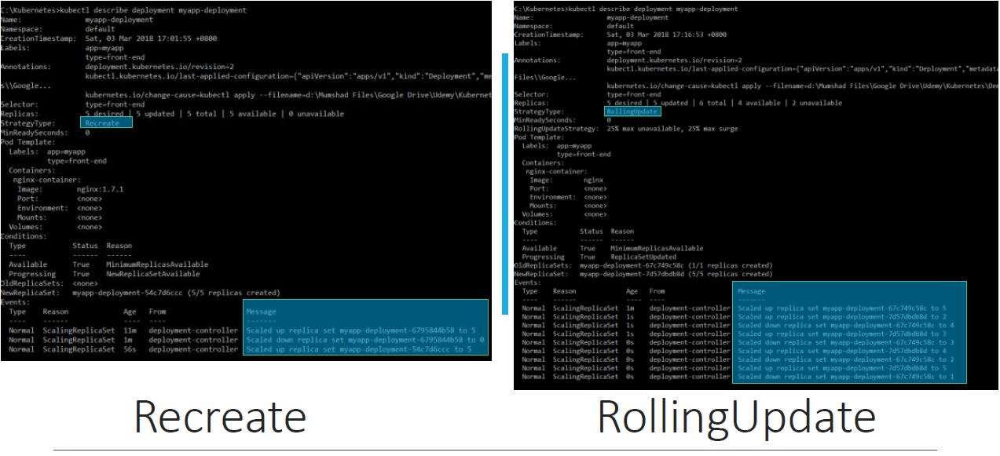 C:\Kubernetes>kubectl describe deployment myapp-deployment
Name: myapp-deployment
Namespace: default
CreationTimestamp: Sat, 03 Mar 2018 17:01:55 +0800
Labels: app=myapp
type=front-end
Annotations: deployment.kubernetes.io/revision=2
kubectl.kubernetes.io/last-applied-configuration={"apiVersion":"apps/v1","kind":"Deployment","me
s\\Google...
kubernetes.io/change-cause=kubectl apply --filename=d:\Mumshad Files\Google Drive\Udemy\Kubernet
Selector: type=front-end
Replicas: 5 desired | 5 updated | 5 total | 5 available | 0 unavailable
StrategyType: Recreate
MinReadySeconds: 0
Pod Template:
Labels: app=myapp
type=front-end
Containers:
nginx-container:
Image: nginx:1.7.1
Port: <none>
Environment: <none>
Mounts: <none>
Volumes: <none>
Conditions:
Type Status Reason
---- ------ ------
Available True MinimumReplicasAvailable
Progressing True NewReplicaSetAvailable
OldReplicaSets: <none>
NewReplicaSet: myapp-deployment-54c7d6ccc (5/5 replicas created)
Events:
Type Reason Age From Message
---- ------ ---- ---- -------
Normal ScalingReplicaSet 11m deployment-controller Scaled up replica set myapp-deployment-6795844b58 to 5
Normal ScalingReplicaSet 1m deployment-controller Scaled down replica set myapp-deployment-6795844b58 to 0
Normal ScalingReplicaSet 56s deployment-controller Scaled up replica set myapp-deployment-54c7d6ccc to 5
Recreate
C:\Kubernetes>kubectl describe deployment myapp-deployment
Name: myapp-deployment
Namespace: default
CreationTimestamp: Sat, 03 Mar 2018 17:16:53 +0800
Labels: app=myapp
type=front-end
Annotations: deployment.kubernetes.io/revision=2
kubectl.kubernetes.io/last-applied-configuration={"apiVersion":"apps/v1","kind":"Deployment","metada
Files\\Google...
kubernetes.io/change-cause=kubectl apply --filename=d:\Mumshad Files\Google Drive\Udemy\Kubernetes\Dem
Selector: type=front-end
Replicas: 5 desired | 5 updated | 6 total | 4 available | 2 unavailable
StrategyType: RollingUpdate
MinReadySeconds: 0
RollingUpdateStrategy: 25% max unavailable, 25% max surge
Pod Template:
Labels: app=myapp
type=front-end
Containers:
nginx-container:
Image: nginx
Port: <none>
Environment: <none>
Mounts: <none>
Volumes: <none>
Conditions:
Type Status Reason
---- ------ ------
Available True MinimumReplicasAvailable
Progressing True ReplicaSetUpdated
OldReplicaSets: myapp-deployment-67c749c58c (1/1 replicas created)
NewReplicaSet: myapp-deployment-7d57dbdb8d (5/5 replicas created)
Events:
Type Reason Age From Message
---- ------ ---- ---- -------
Normal ScalingReplicaSet 1m deployment-controller Scaled up replica set myapp-deployment-67c749c58c to 5
Normal ScalingReplicaSet 1s deployment-controller Scaled up replica set myapp-deployment-7d57dbdb8d to 2
Normal ScalingReplicaSet 1s deployment-controller Scaled down replica set myapp-deployment-67c749c58c to 4
Normal ScalingReplicaSet 1s deployment-controller Scaled up replica set myapp-deployment-7d57dbdb8d to 3
Normal ScalingReplicaSet 0s deployment-controller Scaled down replica set myapp-deployment-67c749c58c to 3
Normal ScalingReplicaSet 0s deployment-controller Scaled up replica set myapp-deployment-7d57dbdb8d to 4
Normal ScalingReplicaSet 0s deployment-controller Scaled down replica set myapp-deployment-67c749c58c to 2
Normal ScalingReplicaSet 0s deployment-controller Scaled up replica set myapp-deployment-7d57dbdb8d to 5
Normal ScalingReplicaSet 0s deployment-controller Scaled down replica set myapp-deployment-67c749c58c to 1
RollingUpdate